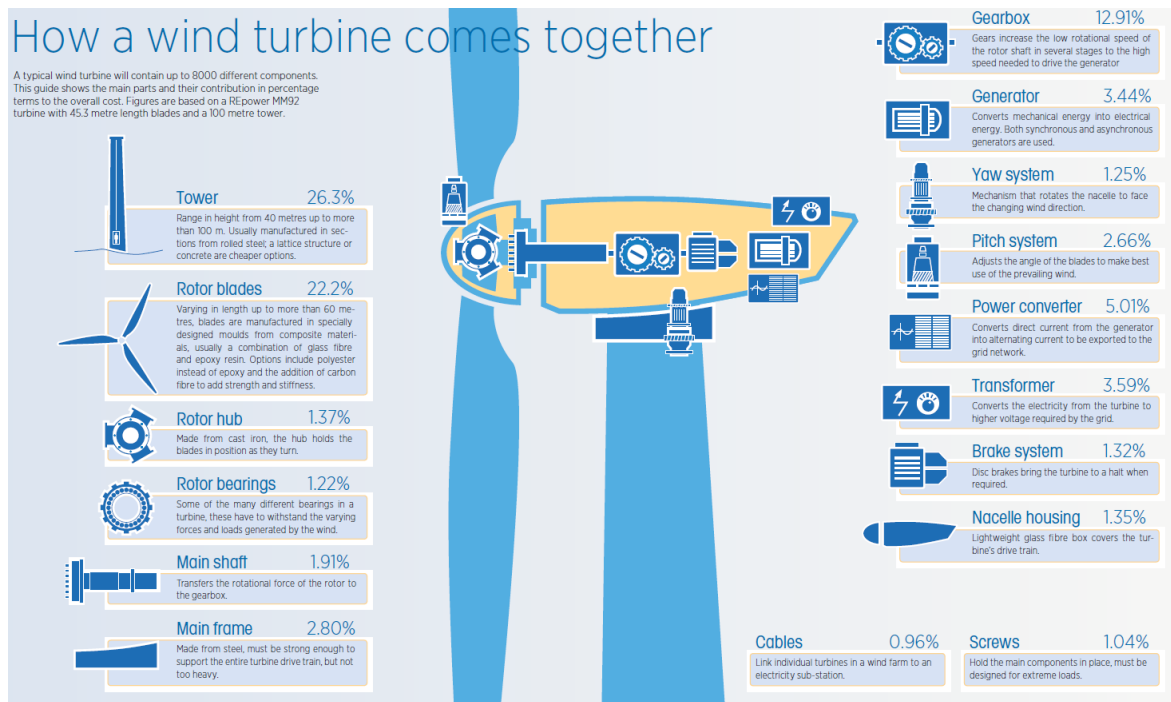 How a wind turbine comes together
A typical wind turbine will contain up to 8000 different components.
This guide shows the main parts and their contribution in percentage
terms to the overall cost. Figures are based on a REpower MM92
turbine with 45.3 metre length blades and a 100 metre tower.
Tower 26.3%
Range in height from 40 metres up to more
than 100 m. Usually manufactured in sec-
tions from rolled steel; a lattice structure or
concrete are cheaper options.
Rotor blades 22.2%
Varying in length up to more than 60 me-
tres, blades are manufactured in specially
designed moulds from composite materi-
als, usually a combination of glass fibre
and epoxy resin. Options include polyester
instead of epoxy and the addition of carbon
fibre to add strength and stiffness.
Rotor hub 1.37%
Made from cast iron, the hub holds the
blades in position as they turn.
Rotor bearings 1.22%
Some of the many different bearings in a
turbine, these have to withstand the varying
forces and loads generated by the wind.
Main shaft 1.91%
Transfers the rotational force of the rotor to
the gearbox.
Main frame 2.80%
Made from steel, must be strong enough to
support the entire turbine drive train, but not
too heavy.
Gearbox 12.91%
Gears increase the low rotational speed of
the rotor shaft in several stages to the high
speed needed to drive the generator
Generator 3.44%
Converts mechanical energy into electrical
energy. Both synchronous and asynchronous
generators are used.
Yaw system 1.25%
Mechanism that rotates the nacelle to face
the changing wind direction.
Pitch system 2.66%
Adjusts the angle of the blades to make best
use of the prevailing wind.
Power converter 5.01%
Converts direct current from the generator
into alternating current to be exported to the
grid network.
Transformer 3.59%
Converts the electricity from the turbine to
higher voltage required by the grid.
Brake system 1.32%
Disc brakes bring the turbine to a halt when
required.
Nacelle housing 1.35%
Lightweight glass fibre box covers the tur-
bine's drive train.
Cables 0.96%
Link individual turbines in a wind farm to an
electricity sub-station.
Screws 1.04%
Hold the main components in place, must be
designed for extreme loads.